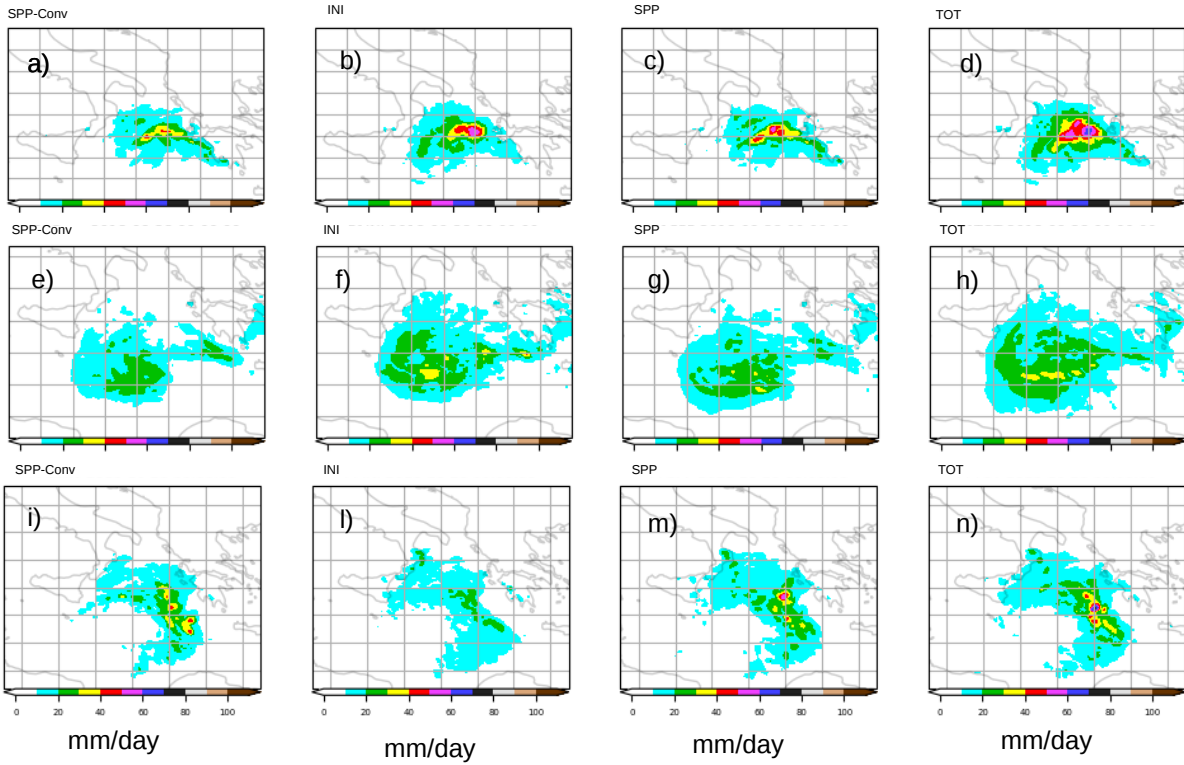 SPP-Conv INI SPP TOT
a) b) c) d)
SPP-Conv INI SPP TOT
e) f) g) h)
SPP-Conv INI SPP TOT
i) l) m) n)
0 20 40 60 80 100 0 20 40 60 80 100 0 20 40 60 80 100 0 20 40 60 80 100
mm/day mm/day mm/day mm/day